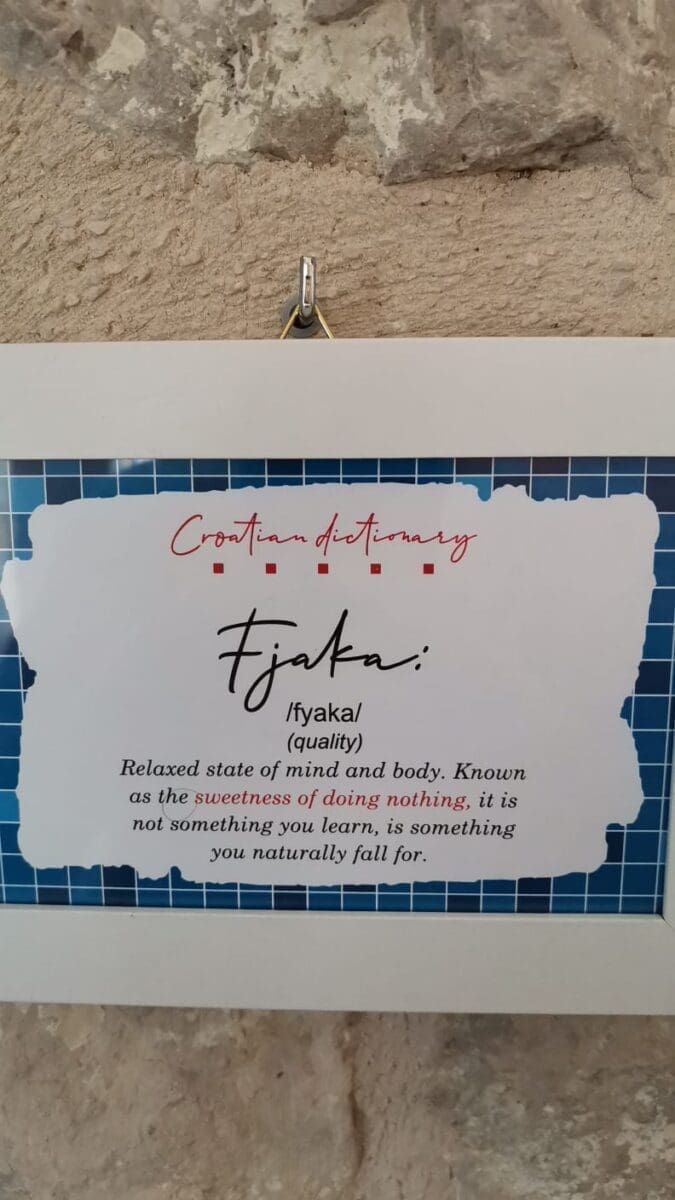 Croatian dictionary
Fjaka:
/fyaka/
(quality)
Relaxed state of mind and body. Known
as the sweetness of doing nothing, it is
not something you learn, is something
you naturally fall for.